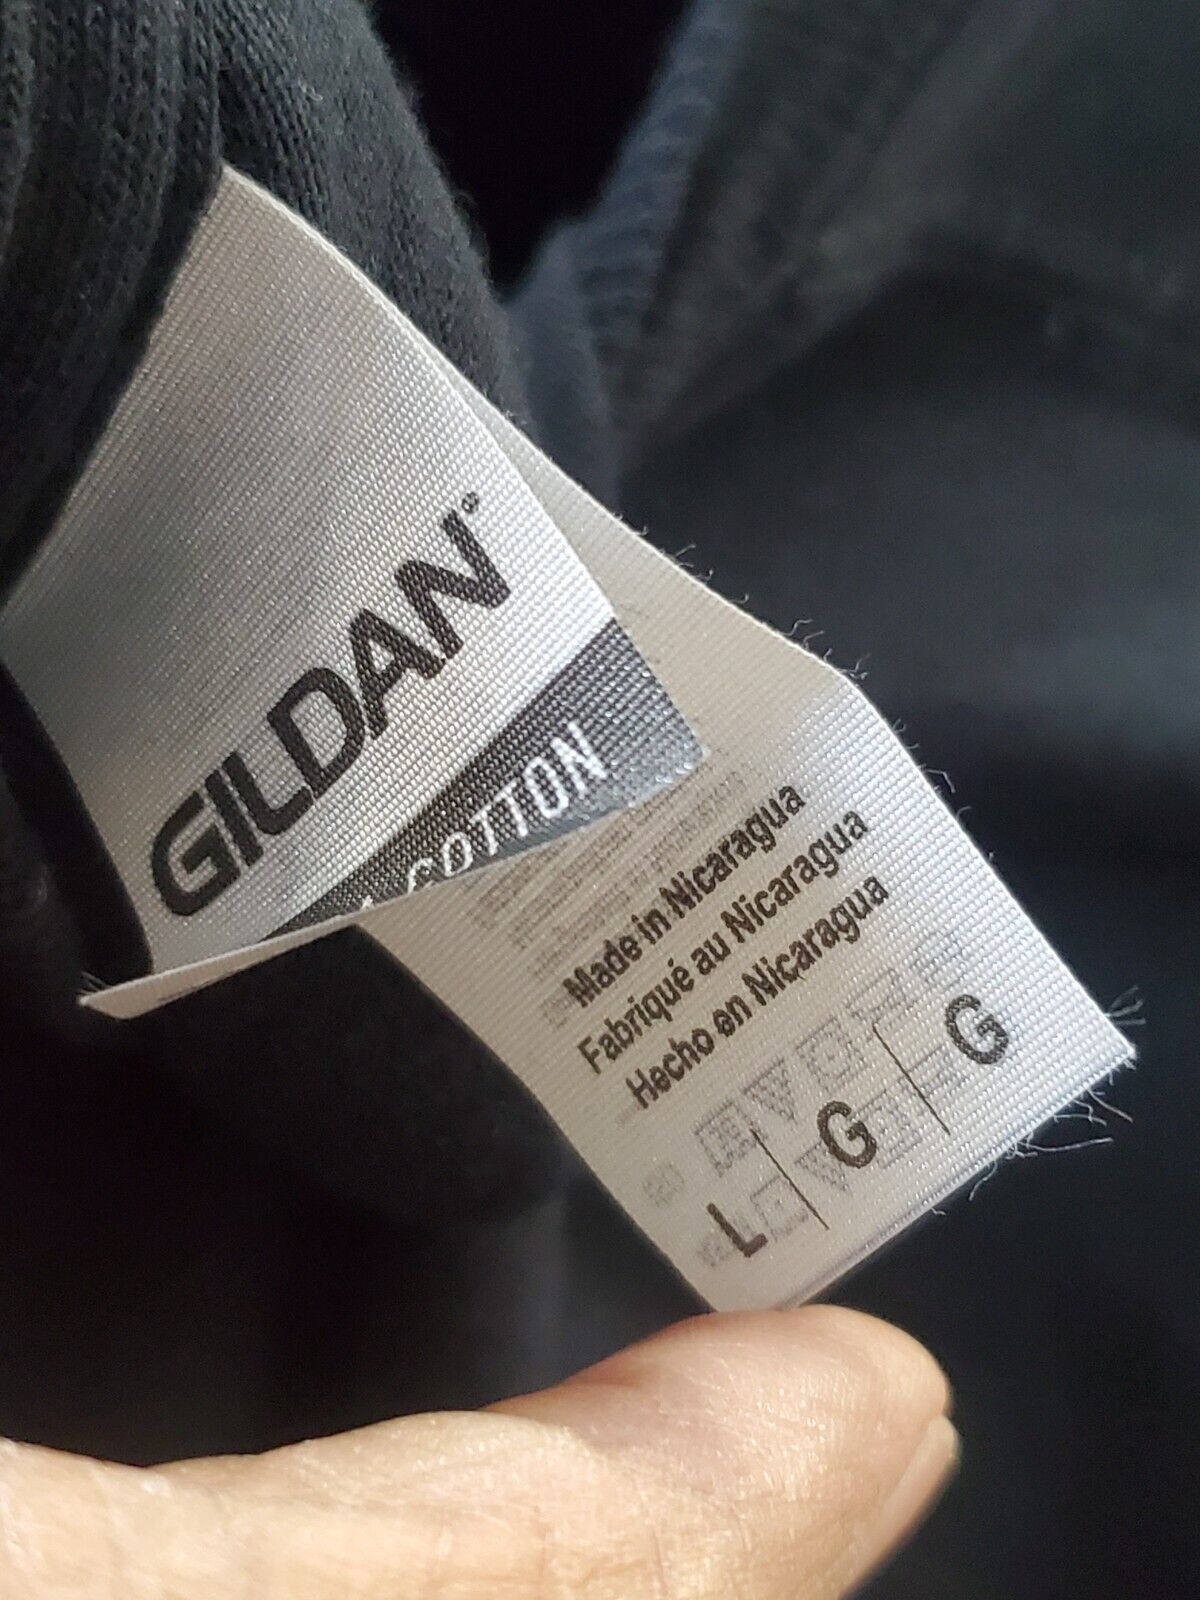 GILDAN®
COTTON
Made in Nicaragua
Fabriqué au Nicaragua
Hecho en Nicaragua
L | G | G